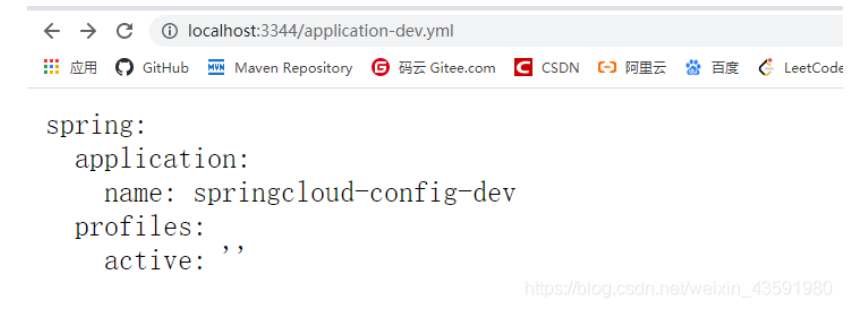 localhost:3344/application-dev.yml
应用 GitHub MVN Maven Repository G 码云 Gitee.com C CSDN 阿里云 百度 LeetCode
spring:
  application:
    name: springcloud-config-dev
  profiles:
    active: ''
https://blog.csdn.net/weixin_43591980